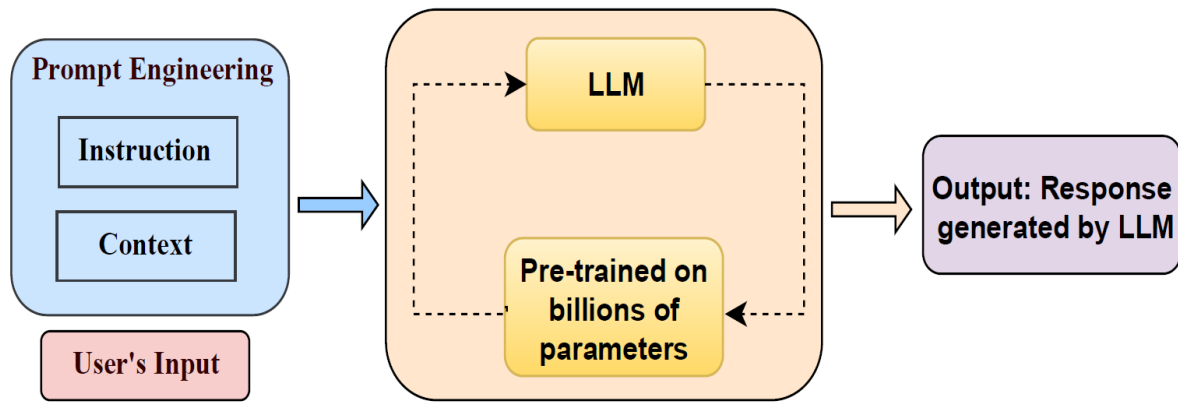 Prompt Engineering
Instruction
Context
User's Input
LLM
Pre-trained on
billions of
parameters
Output: Response
generated by LLM